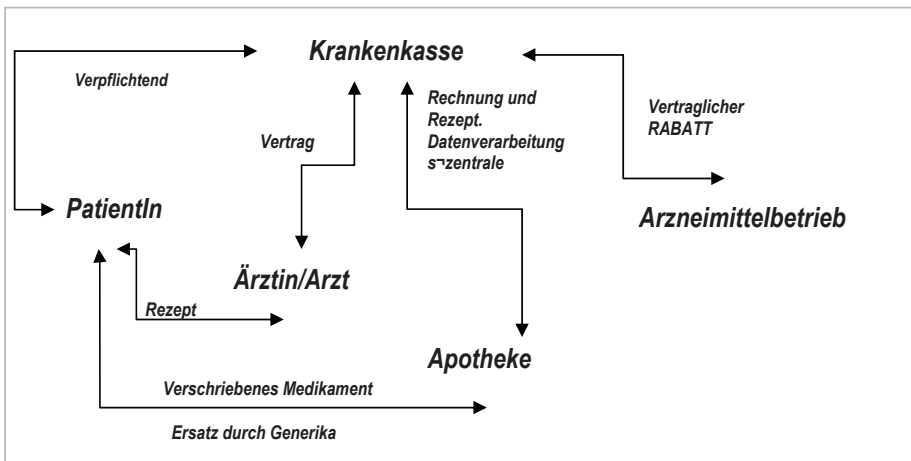 Krankenkasse
Verpflichtend
Rechnung und
Rezept.
Datenverarbeitung
s¬zentrale
Vertraglicher
RABATT
Vertrag
PatientIn
Arzneimittelbetrieb
Ärztin/Arzt
Rezept
Apotheke
Verschriebenes Medikament
Ersatz durch Generika